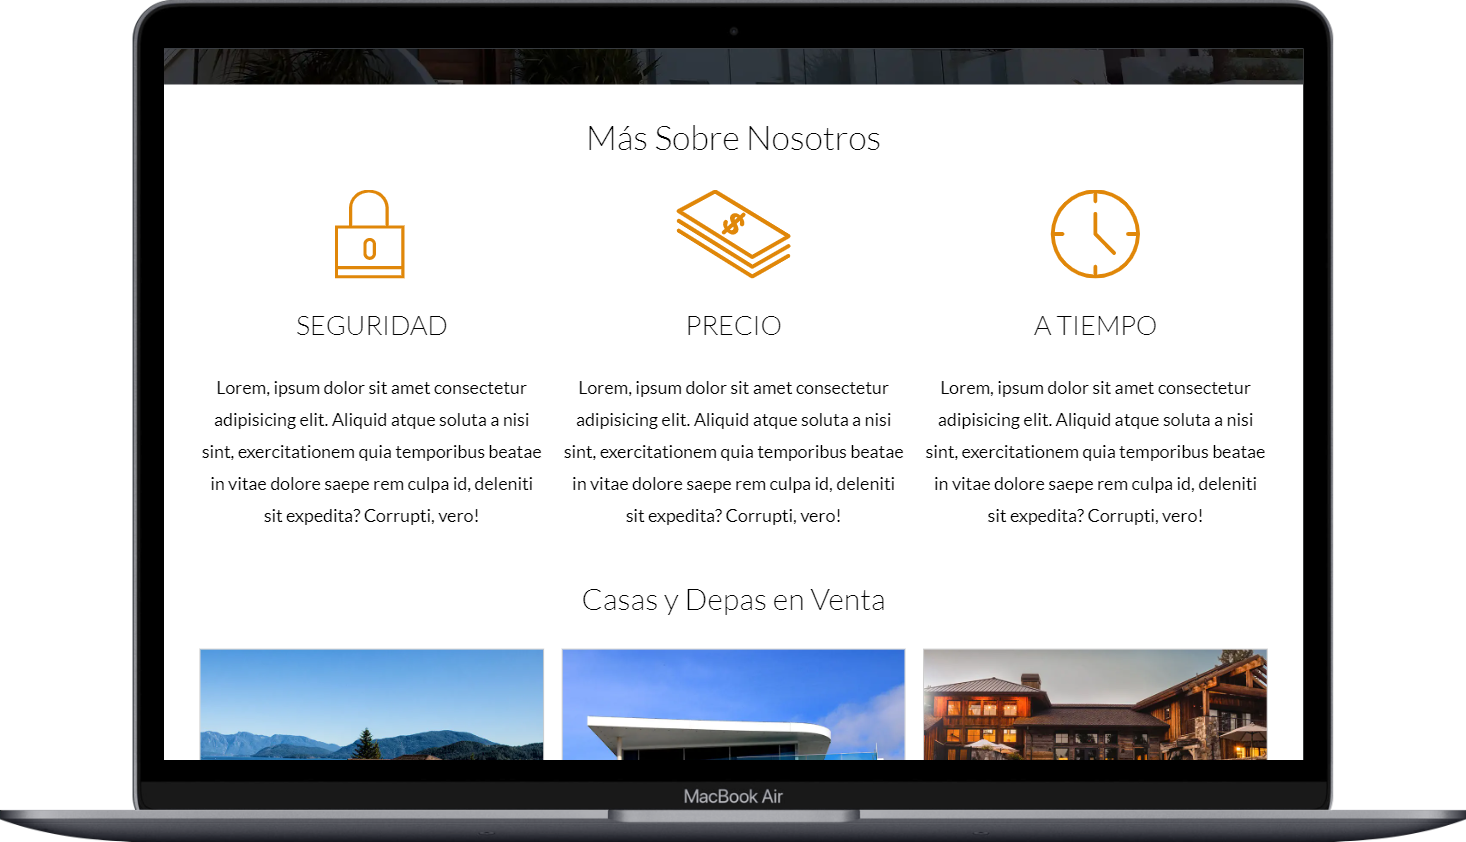 Más Sobre Nosotros
$
SEGURIDAD
PRECIO
A TIEMPO
Lorem, ipsum dolor sit amet consectetur
adipisicing elit. Aliquid atque soluta a nisi
sint, exercitationem quia temporibus beatae
in vitae dolore saepe rem culpa id, deleniti
sit expedita? Corrupti, vero!
Lorem, ipsum dolor sit amet consectetur
adipisicing elit. Aliquid atque soluta a nisi
sint, exercitationem quia temporibus beatae
in vitae dolore saepe rem culpa id, deleniti
sit expedita? Corrupti, vero!
Lorem, ipsum dolor sit amet consectetur
adipisicing elit. Aliquid atque soluta a nisi
sint, exercitationem quia temporibus beatae
in vitae dolore saepe rem culpa id, deleniti
sit expedita? Corrupti, vero!
Casas y Depas en Venta
MacBook Air